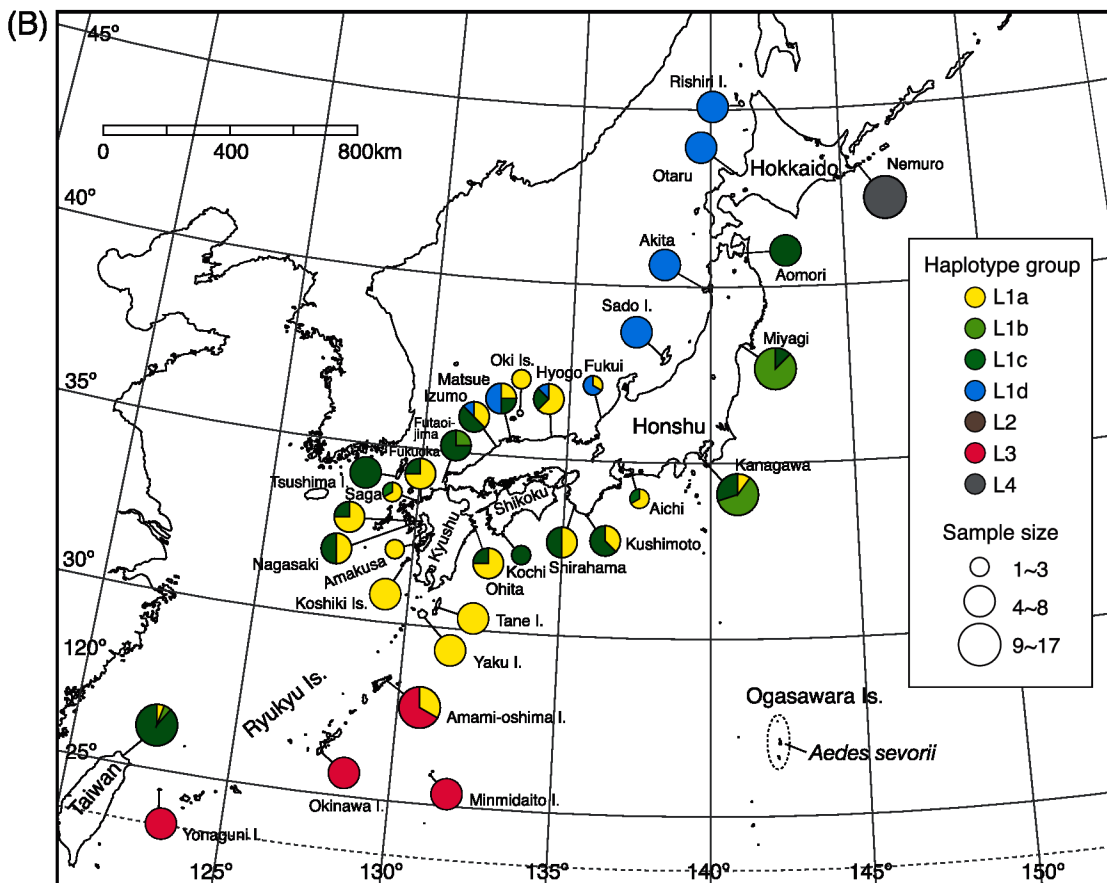 (B)
45°
Rishiri I.
0 400 800km
Otaru
Hokkaido
Nemuro
40°
Akita
Aomori
Haplotype group
L1a
L1b
L1c
L1d
L2
L3
L4
Sado I.
Miyagi
Oki Is.
Matsue
Hyogo
Fukui
Izumo
35°
Futaoi-
jima
Honshu
Fukuoka
Kanagawa
Tsushima I.
Saga
Shikoku
Aichi
Kyushu
Nagasaki
Amakusa
Kochi
Shirahama
Kushimoto
Ohita
Sample size
1~3
4~8
9~17
30°
Koshiki Is.
Tane I.
Yaku I.
120°
Ryukyu Is.
Amami-oshima I.
Ogasawara Is.
Aedes sevorii
25°
Taiwan
Okinawa I.
Minmidaito I.
Yonaguni I.
125° 130° 135° 140° 145° 150°